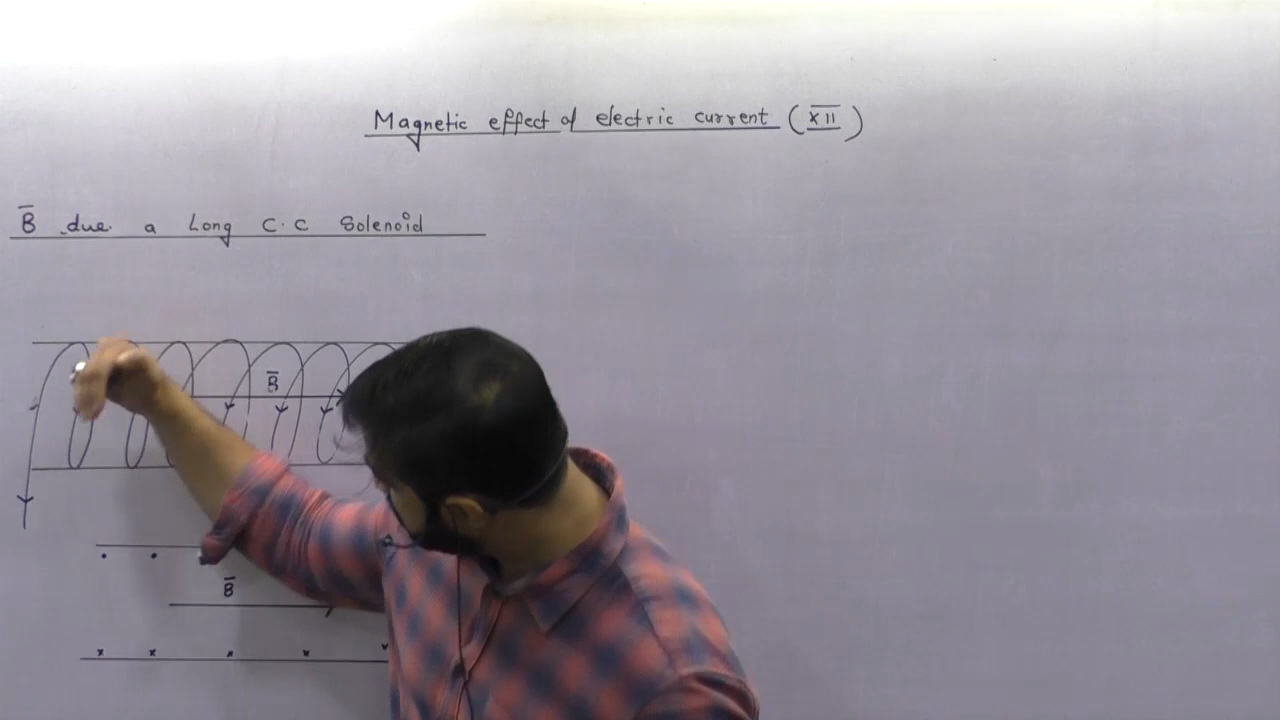 Magnetic effect of electric current (XII)
B̅ due a Long C.C Solenoid
B̅
B̅